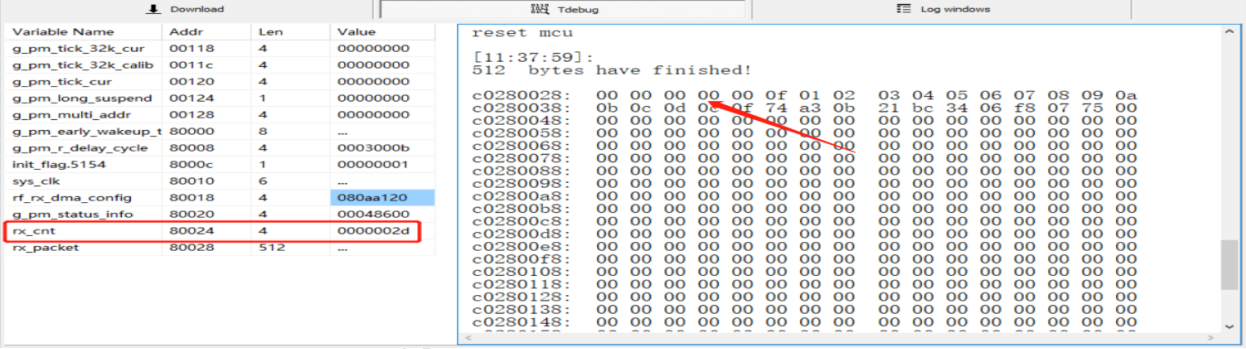 Download
Tdebug
Log windows
Variable Name Addr Len Value
g_pm_tick_32k_cur 00118 4 00000000
g_pm_tick_32k_calib 0011c 4 00000000
g_pm_tick_cur 00120 4 00000000
g_pm_long_suspend 00124 1 00000000
g_pm_multi_addr 00128 4 00000000
g_pm_early_wakeup_t 80000 8 ...
g_pm_r_delay_cycle 80008 4 0003000b
init_flag.5154 8000c 1 00000001
sys_clk 80010 6 ...
rf_rx_dma_config 80018 4 080aa120
g_pm_status_info 80020 4 00048600
rx_cnt 80024 4 0000002d
rx_packet 80028 512 ...
reset mcu
[11:37:59]:
512 bytes have finished!
c0280028: 00 00 00 00 00 0f 01 02 03 04 05 06 07 08 09 0a
c0280038: 0b 0c 0d 0e 0f 74 a3 0b 21 bc 34 06 f8 07 75 00
c0280048: 00 00 00 00 00 00 00 00 00 00 00 00 00 00 00 00
c0280058: 00 00 00 00 00 00 00 00 00 00 00 00 00 00 00 00
c0280068: 00 00 00 00 00 00 00 00 00 00 00 00 00 00 00 00
c0280078: 00 00 00 00 00 00 00 00 00 00 00 00 00 00 00 00
c0280088: 00 00 00 00 00 00 00 00 00 00 00 00 00 00 00 00
c0280098: 00 00 00 00 00 00 00 00 00 00 00 00 00 00 00 00
c02800a8: 00 00 00 00 00 00 00 00 00 00 00 00 00 00 00 00
c02800b8: 00 00 00 00 00 00 00 00 00 00 00 00 00 00 00 00
c02800c8: 00 00 00 00 00 00 00 00 00 00 00 00 00 00 00 00
c02800d8: 00 00 00 00 00 00 00 00 00 00 00 00 00 00 00 00
c02800e8: 00 00 00 00 00 00 00 00 00 00 00 00 00 00 00 00
c02800f8: 00 00 00 00 00 00 00 00 00 00 00 00 00 00 00 00
c0280108: 00 00 00 00 00 00 00 00 00 00 00 00 00 00 00 00
c0280118: 00 00 00 00 00 00 00 00 00 00 00 00 00 00 00 00
c0280128: 00 00 00 00 00 00 00 00 00 00 00 00 00 00 00 00
c0280138: 00 00 00 00 00 00 00 00 00 00 00 00 00 00 00 00
c0280148: 00 00 00 00 00 00 00 00 00 00 00 00 00 00 00 00